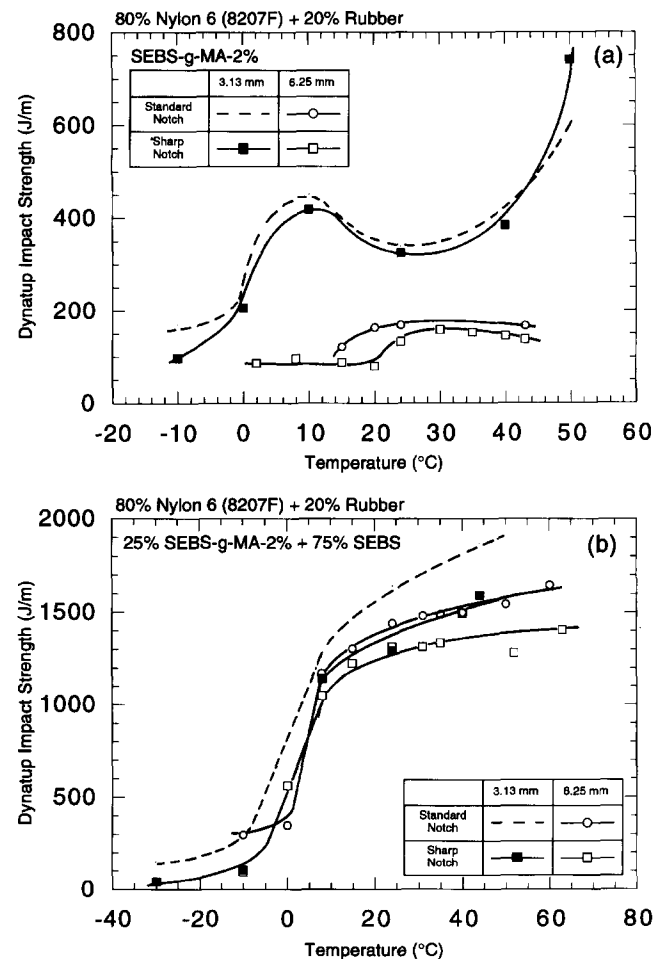 80% Nylon 6 (8207F) + 20% Rubber
800
600
400
200
0
Dynatup Impact Strength (J/m)
SEBS-g-MA-2%
(a)
3.13 mm 6.25 mm
Standard Notch
*Sharp Notch
-20 -10 0 10 20 30 40 50 60
Temperature (°C)
80% Nylon 6 (8207F) + 20% Rubber
2000
1500
1000
500
0
Dynatup Impact Strength (J/m)
25% SEBS-g-MA-2% + 75% SEBS
(b)
3.13 mm 6.25 mm
Standard Notch
Sharp Notch
-40 -20 0 20 40 60 80
Temperature (°C)